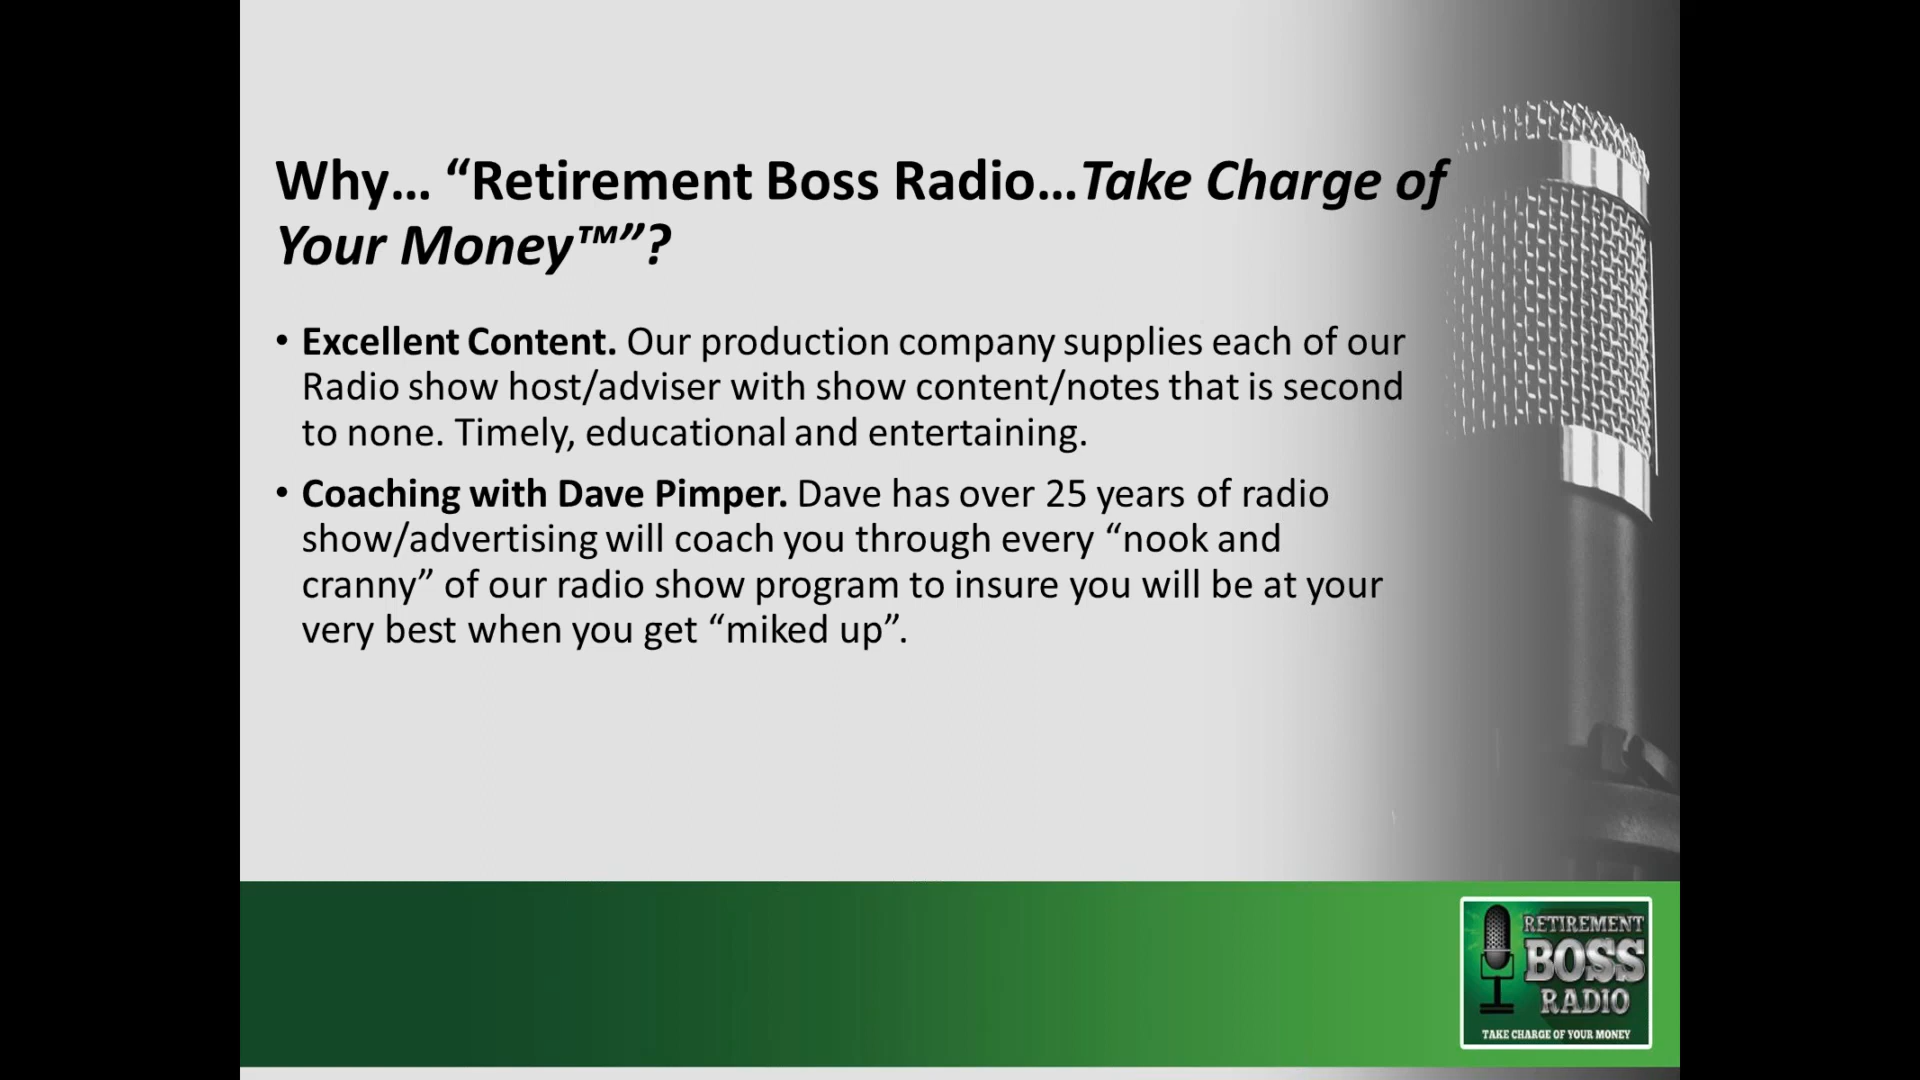 Why… “Retirement Boss Radio…Take Charge of
Your Money™”?
• Excellent Content. Our production company supplies each of our
Radio show host/adviser with show content/notes that is second
to none. Timely, educational and entertaining.
• Coaching with Dave Pimper. Dave has over 25 years of radio
show/advertising will coach you through every “nook and
cranny” of our radio show program to insure you will be at your
very best when you get “miked up”.
RETIREMENT
BOSS
RADIO
TAKE CHARGE OF YOUR MONEY